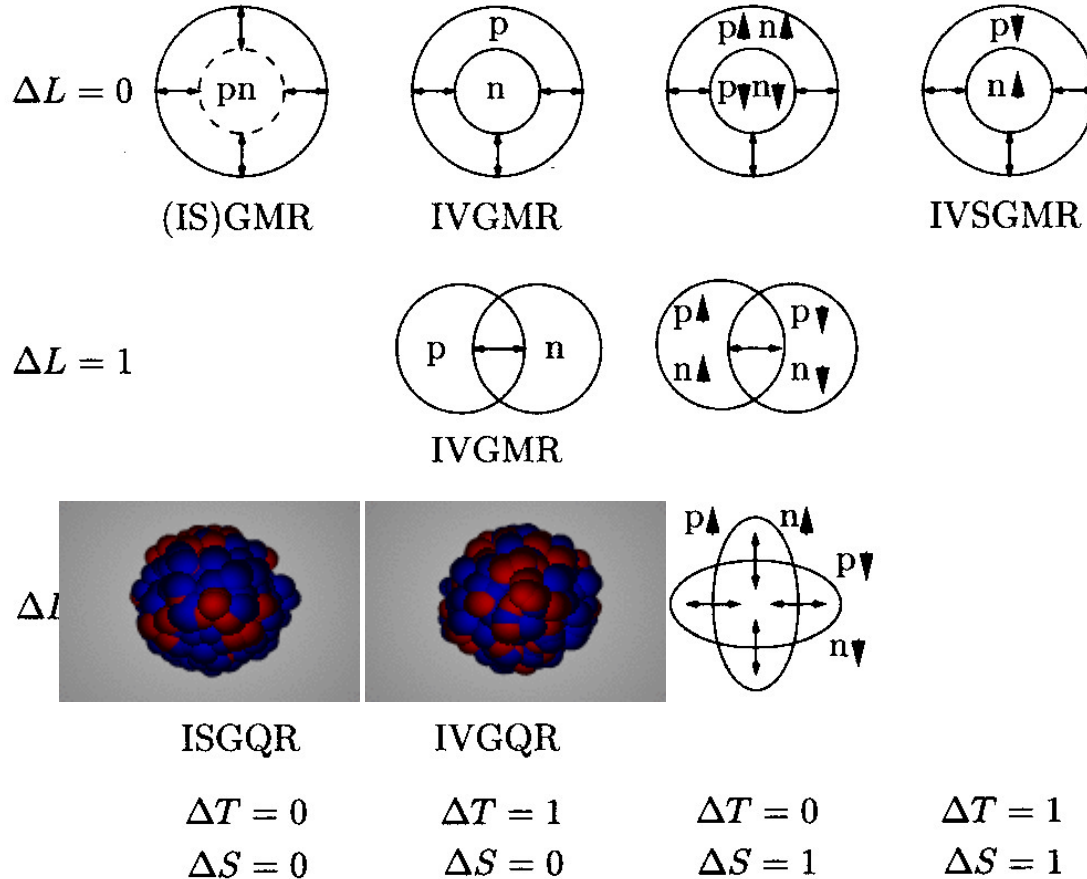 p p▲ n▲ p▼
ΔL = 0 pn n p▼n▼ n▲
(IS)GMR IVGMR IVSGMR
p▲ p▼
ΔL = 1 p n
n▲ n▼
IVGMR
p▲ n▲
p▼
n▼
ISGQR IVGQR
ΔT = 0 ΔT = 1 ΔT = 0 ΔT = 1
ΔS = 0 ΔS = 0 ΔS = 1 ΔS = 1